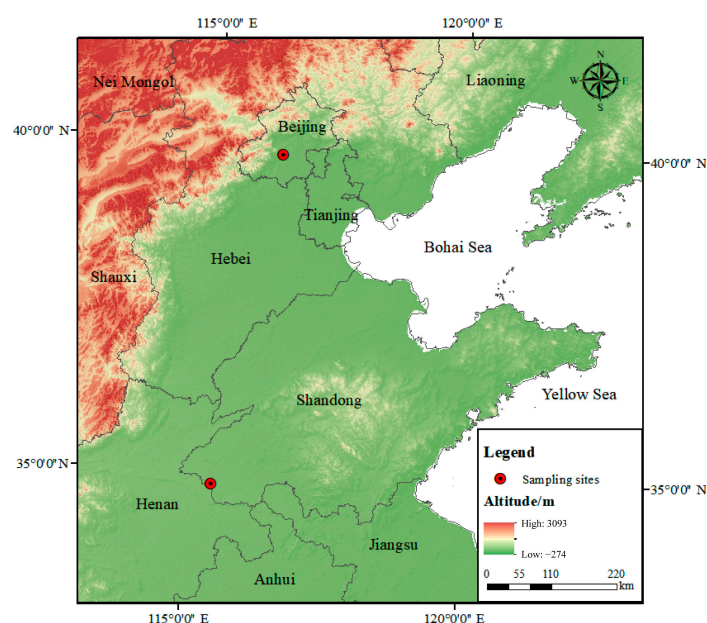 115°0'0" E
120°0'0" E
Nei Mongol
Liaoning
N
W
E
S
40°0'0" N
Beijing
40°0'0" N
Tianjing
Hebei
Bohai Sea
Shanxi
Shandong
Yellow Sea
35°0'0" N
Legend
Sampling sites
Altitude/m
High: 3093
Low: −274
35°0'0" N
Henan
Jiangsu
Anhui
0 55 110 220
km
115°0'0" E
120°0'0" E